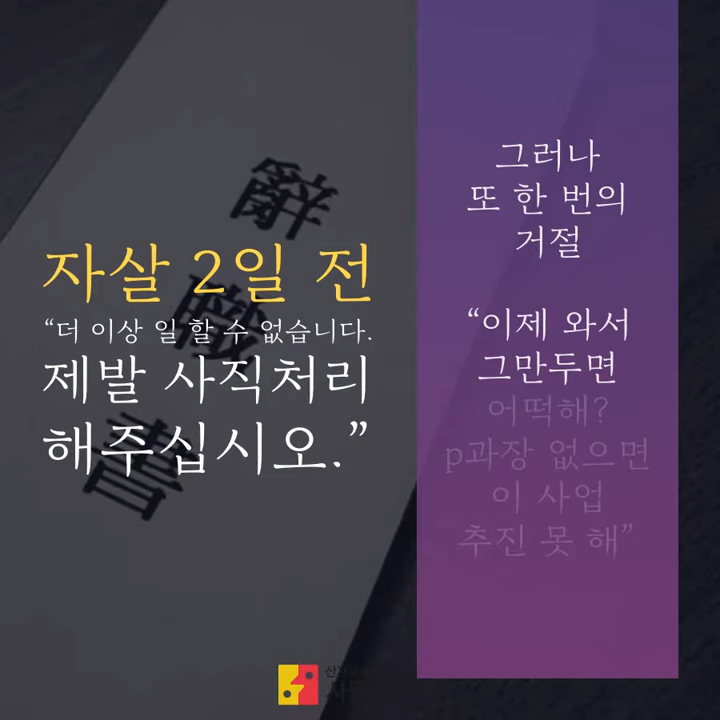 辭
職
書
자살 2일 전
“더 이상 일 할 수 없습니다.
제발 사직처리
해주십시오.”
그러나
또 한 번의
거절
“이제 와서
그만두면
어떡해?
p과장 없으면
이 사업
추진 못 해”